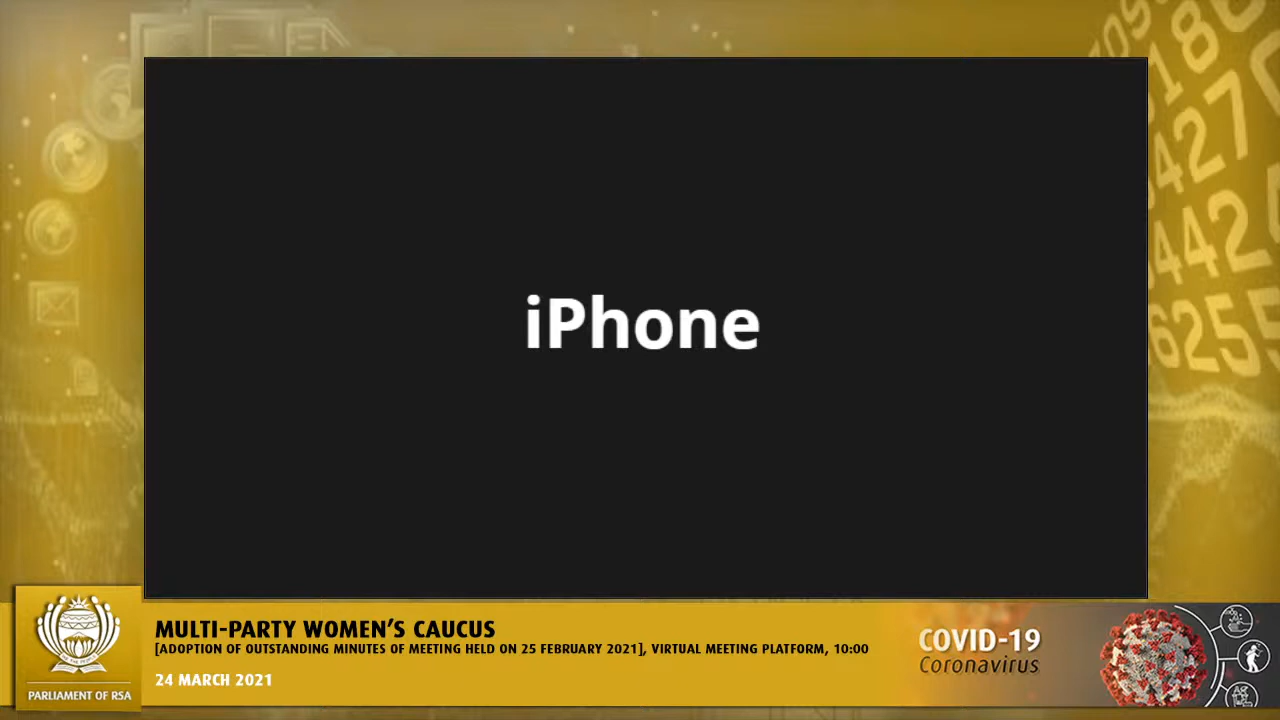 iPhone
MULTI-PARTY WOMEN'S CAUCUS
[ADOPTION OF OUTSTANDING MINUTES OF MEETING HELD ON 25 FEBRUARY 2021], VIRTUAL MEETING PLATFORM, 10:00
24 MARCH 2021
PARLIAMENT OF RSA
COVID-19
Coronavirus